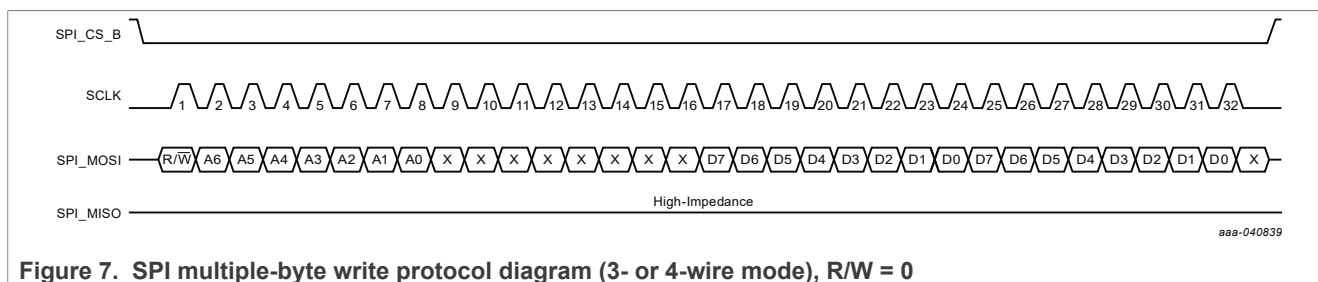 SPI_CS_B
SCLK 1 2 3 4 5 6 7 8 9 10 11 12 13 14 15 16 17 18 19 20 21 22 23 24 25 26 27 28 29 30 31 32
SPI_MOSI R/W̅ A6 A5 A4 A3 A2 A1 A0 X X X X X X X X D7 D6 D5 D4 D3 D2 D1 D0 D7 D6 D5 D4 D3 D2 D1 D0 X
SPI_MISO High-Impedance
aaa-040839
Figure 7. SPI multiple-byte write protocol diagram (3- or 4-wire mode), R/W = 0